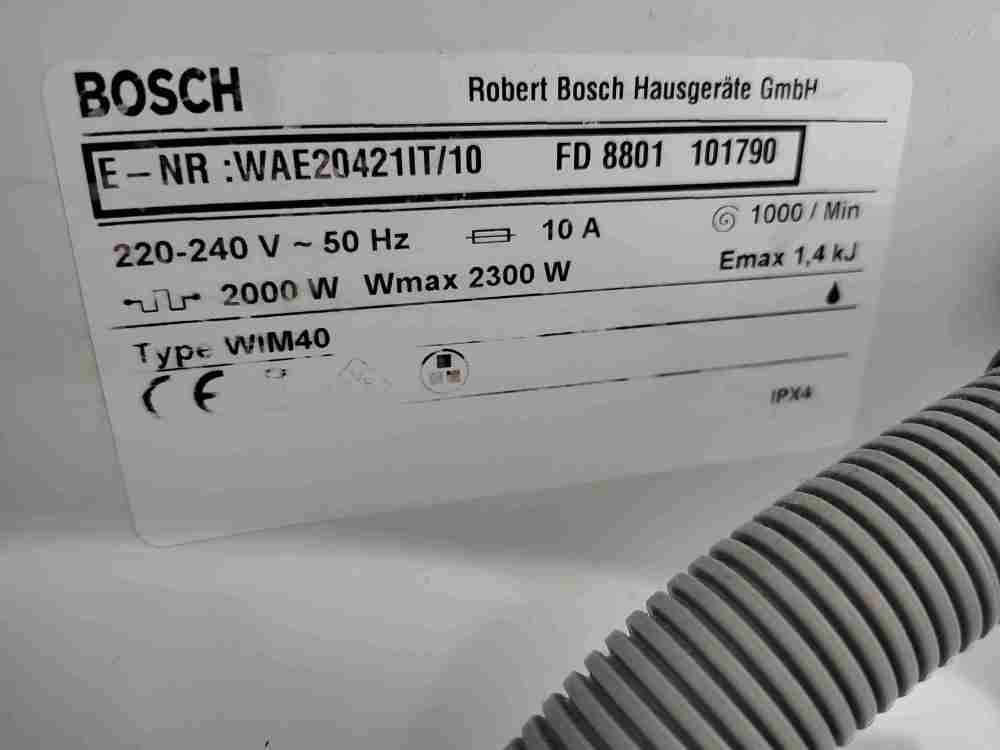 BOSCH Robert Bosch Hausgeräte GmbH
E - NR :WAE20421IT/10 FD 8801 101790
220-240 V ~ 50 Hz 10 A 1000 / Min
2000 W Wmax 2300 W Emax 1,4 kJ
Type WIM40
CE
IPX4